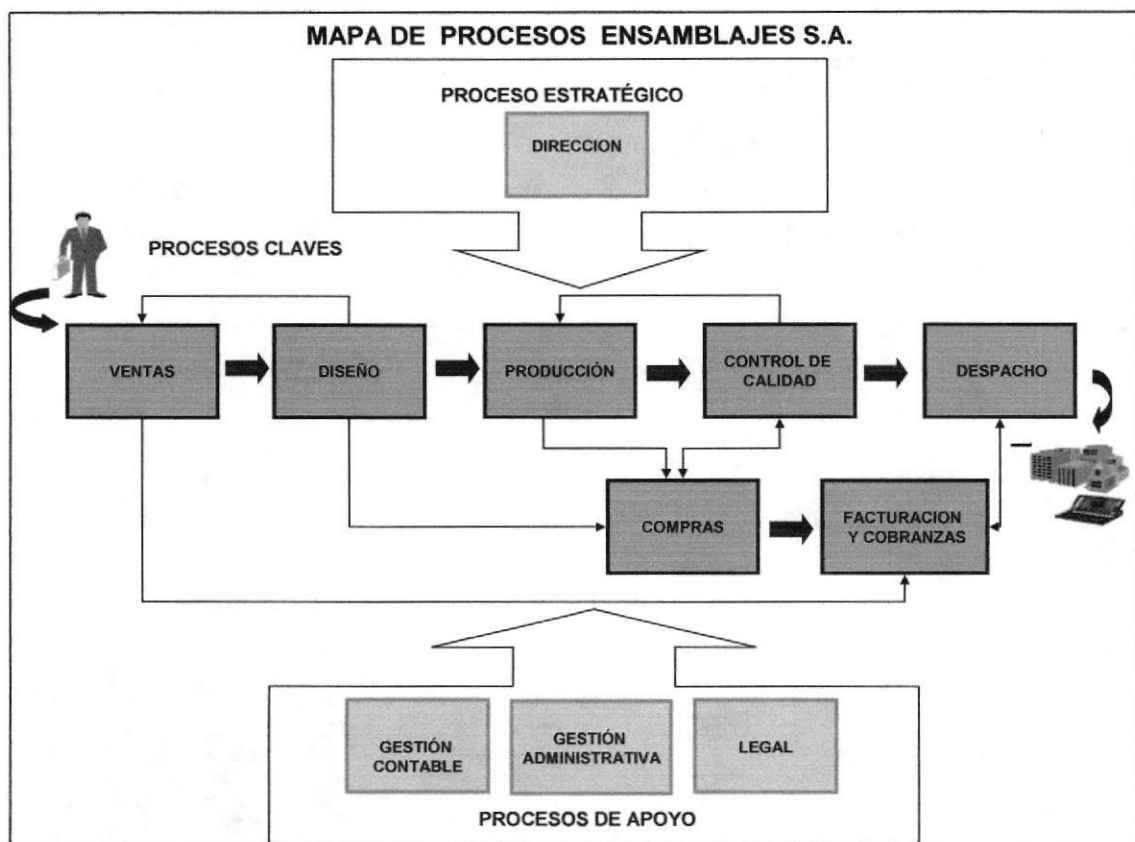 MAPA DE PROCESOS ENSAMBLAJES S.A.
PROCESO ESTRATÉGICO
DIRECCION
PROCESOS CLAVES
VENTAS
DISEÑO
PRODUCCIÓN
CONTROL DE
CALIDAD
DESPACHO
COMPRAS
FACTURACION
Y COBRANZAS
GESTIÓN
CONTABLE
GESTIÓN
ADMINISTRATIVA
LEGAL
PROCESOS DE APOYO